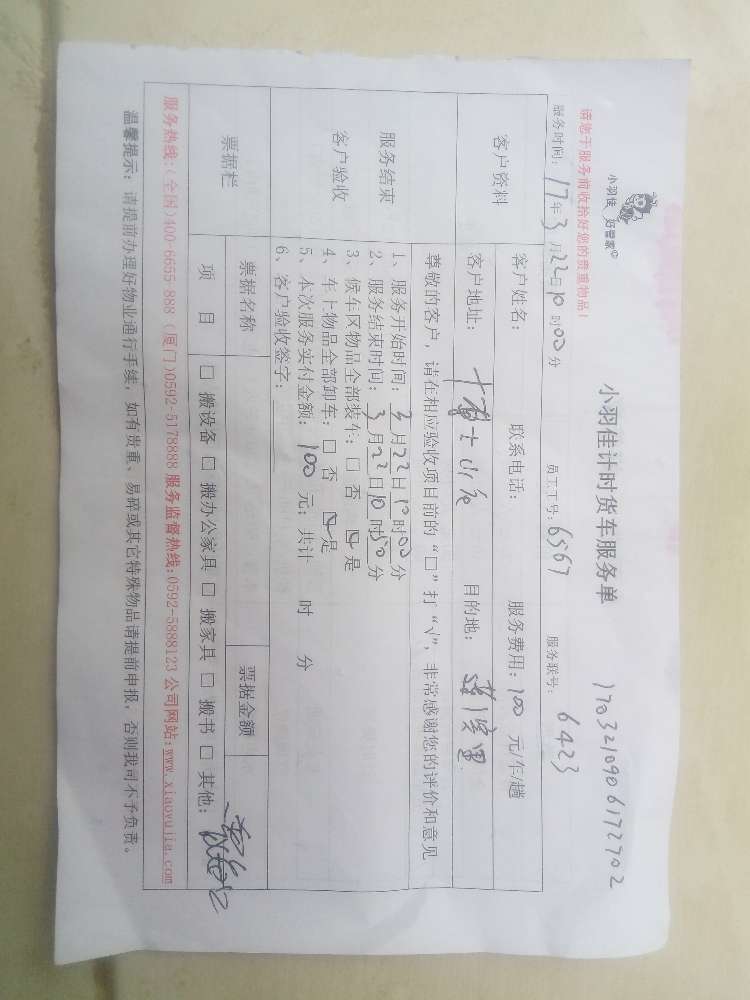 小羽佳 好管家©
小羽佳计时货车服务单
17032109061727902
请您于服务前收拾好您的贵重物品！
服务时间：17年3月22日10时00分 员工工号：6567 服务联号：6423
客户资料
客户姓名： 联系电话： 服务费用：100 元/车/趟
客户地址： 目的地：
尊敬的客户，请在相应验收项目前的“□”打“√”，非常感谢您的评价和意见
服务结束
客户验收
1、服务开始时间：3月22日10时00分
2、服务结束时间：3月22日10时50分
3、候车区物品全部装车：□ 否 ☑ 是
4、车上物品全部卸车：□ 否 ☑ 是
5、本次服务实付金额：100 元；共计 时 分
6、客户验收签字：
票据栏
票据名称 票据金额
项 目 □ 搬设备 □ 搬办公家具 □ 搬家具 □ 搬书 □ 其他：
服务热线:(全国)400-6655-888 (厦门)0592-5178888 服务监督热线:0592-5888123 公司网站:www.xiaoyujia.com
温馨提示：请提前办理好物业通行手续，如有贵重、易碎或其它特殊物品请提前申报，否则我司不予负责。